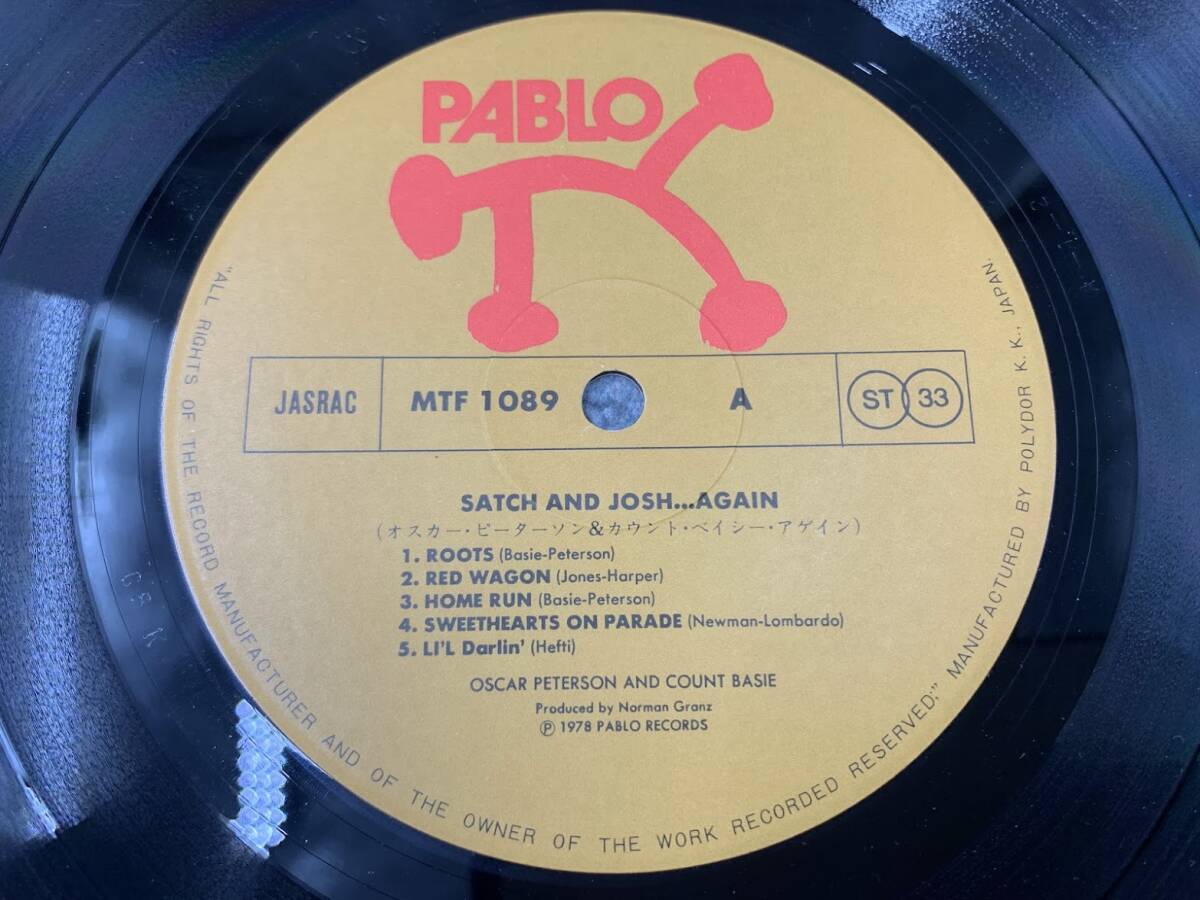 PABLO
JASRAC
MTF 1089
A
ST 33
SATCH AND JOSH...AGAIN
(オスカー・ピーターソン&カウント・ベイシー・アゲイン)
1. ROOTS (Basie-Peterson)
2. RED WAGON (Jones-Harper)
3. HOME RUN (Basie-Peterson)
4. SWEETHEARTS ON PARADE (Newman-Lombardo)
5. LI'L Darlin' (Hefti)
OSCAR PETERSON AND COUNT BASIE
Produced by Norman Granz
℗ 1978 PABLO RECORDS
"ALL RIGHTS OF THE RECORD MANUFACTURER AND OF THE OWNER OF THE WORK RECORDED RESERVED:" MANUFACTURED BY POLYDOR K. K., JAPAN.